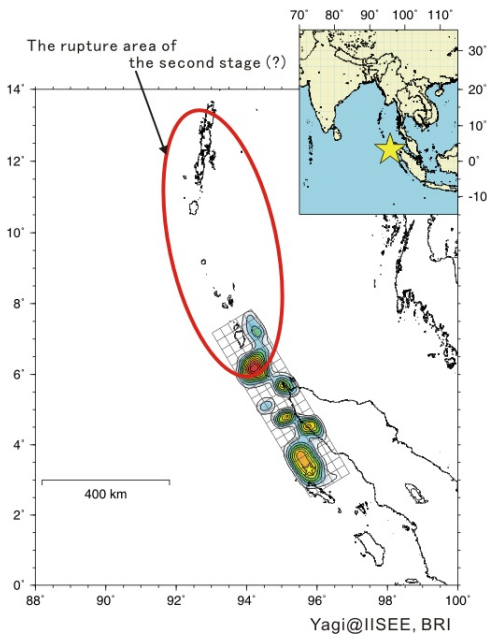 70° 80° 90° 100° 110°
The rupture area of
the second stage (?)
30°
20°
10°
0°
-10
14°
12°
10°
8°
6°
4°
2°
0°
400 km
88° 90° 92° 94° 96° 98° 100°
Yagi@IISEE, BRI